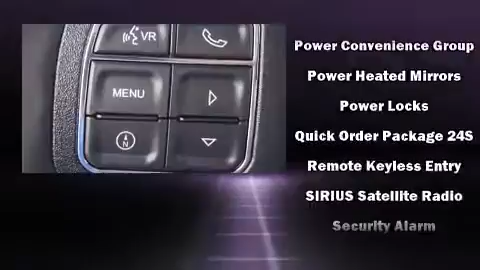 VR
MENU
N
Power Convenience Group
Power Heated Mirrors
Power Locks
Quick Order Package 24S
Remote Keyless Entry
SIRIUS Satellite Radio
Security Alarm